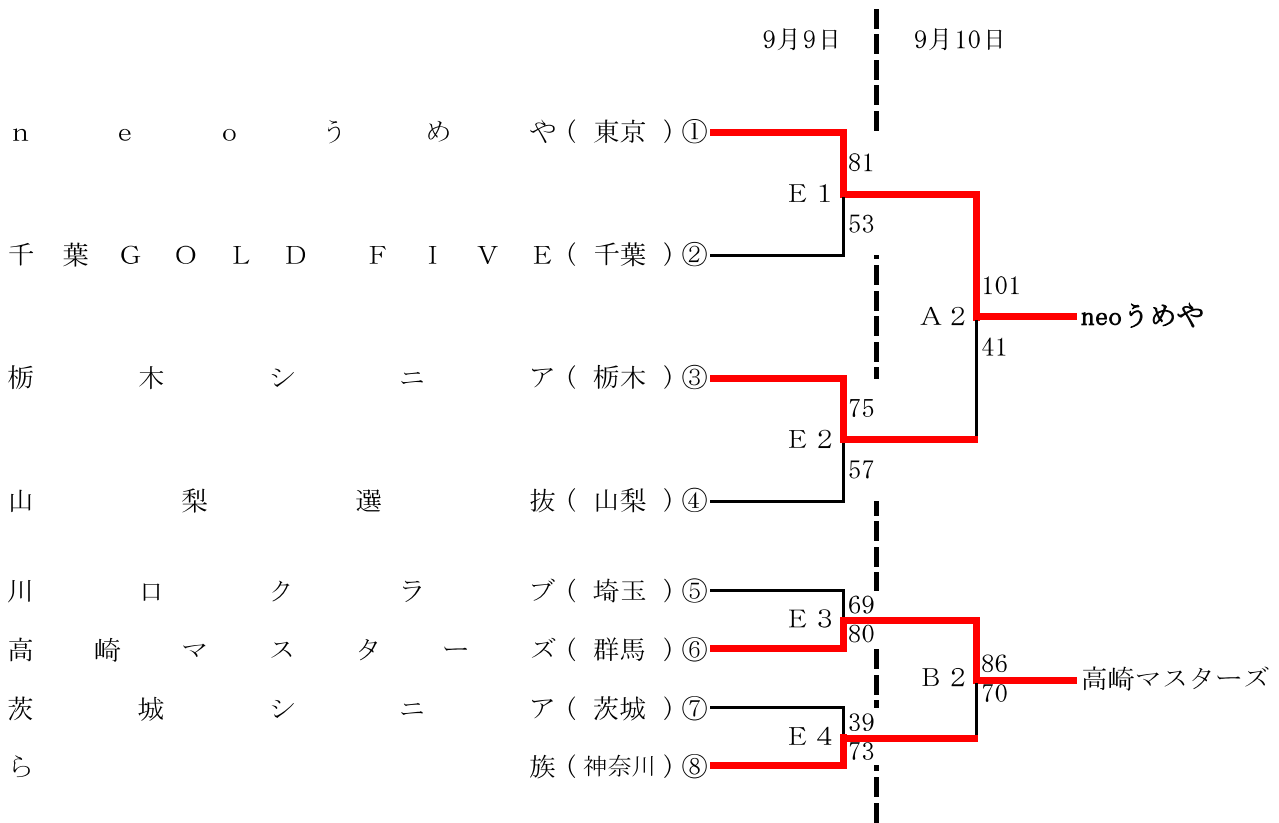 9月9日 9月10日
neoうめや(東京)①
81
E1
53
千葉GOLD FIVE(千葉)②
101
A2 neoうめや
41
栃木シニア(栃木)③
75
E2
57
山梨選抜(山梨)④
川口クラブ(埼玉)⑤
69
E3
80
高崎マスターズ(群馬)⑥
86
B2 高崎マスターズ
70
茨城シニア(茨城)⑦
39
E4
73
ら族(神奈川)⑧